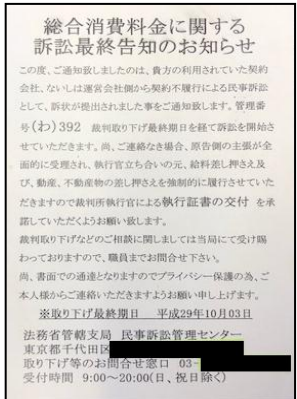 総合消費料金に関する
訴訟最終告知のお知らせ
この度、ご通知致しましたのは、貴方の利用されていた契約
会社、ないしは運営会社側から契約不履行による民事訴訟
として、訴状が提出されました事をご通知致します。管理番
号(わ)392 裁判取り下げ最終期日を経て訴訟を開始さ
せていただきます。尚、ご連絡なき場合、原告側の主張が全
面的に受理され、執行官立ち合いの元、給料差し押さえ及
び、動産、不動産物の差し押さえを強制的に履行させていた
だきますので裁判所執行官による執行証書の交付 を承
諾していただくようお願い致します。
裁判取り下げなどのご相談に関しましては当局にて受け賜
わっておりますので、職員までお問合せ下さい。
尚、書面での通達となりますのでプライバシー保護の為、ご
本人様からご連絡いただきますようお願い申し上げます。
※取り下げ最終期日 平成29年10月03日
法務省管轄支局 民事訴訟管理センター
東京都千代田区
取り下げ等のお問合せ窓口 03-
受付時間 9:00~20:00(日、祝日除く)